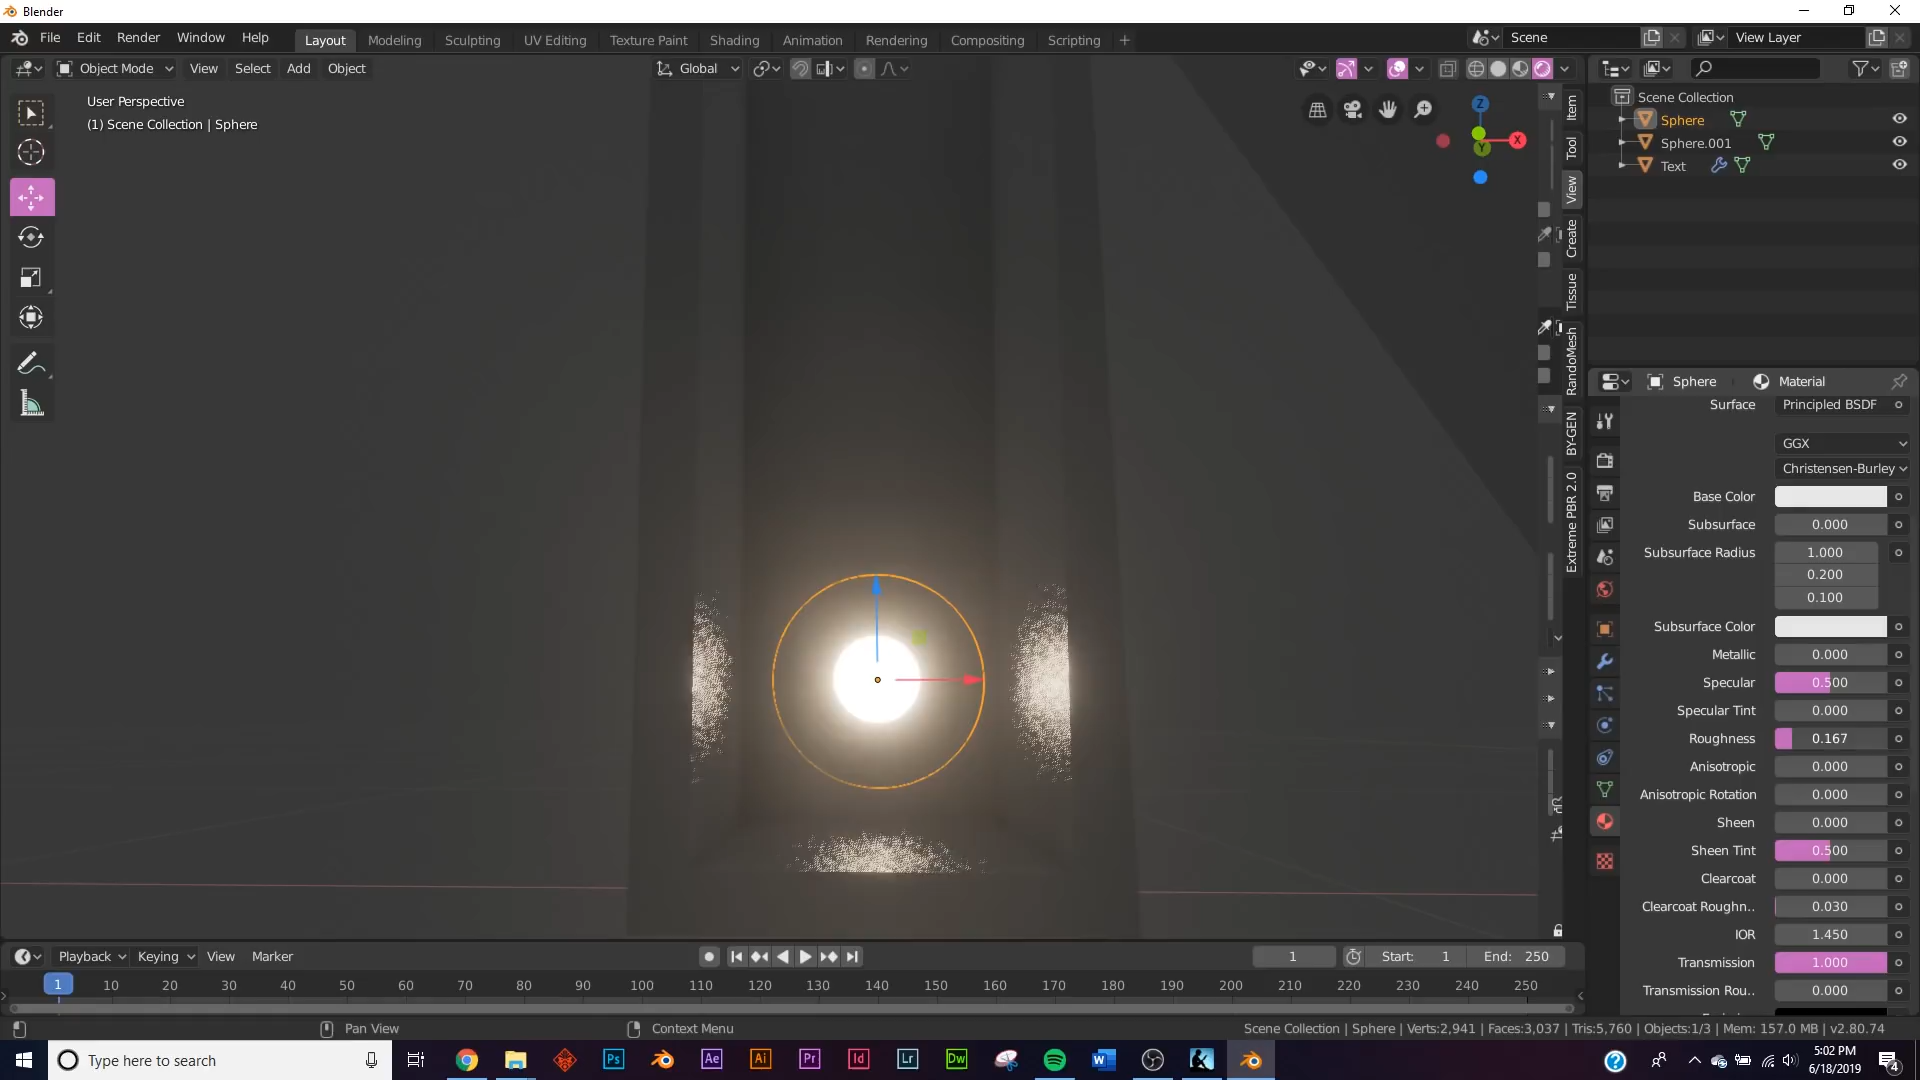 Blender
File Edit Render Window Help Layout Modeling Sculpting UV Editing Texture Paint Shading Animation Rendering Compositing Scripting + Scene View Layer
Object Mode View Select Add Object Global
User Perspective
(1) Scene Collection | Sphere
Z
X
Y
Item
Tool
View
Create
Tissue
RandoMesh
BY-GEN
Extreme PBR 2.0
Scene Collection
Sphere
Sphere.001
Text
Sphere Material
Surface Principled BSDF
GGX
Christensen-Burley
Base Color
Subsurface 0.000
Subsurface Radius 1.000
0.200
0.100
Subsurface Color
Metallic 0.000
Specular 0.500
Specular Tint 0.000
Roughness 0.167
Anisotropic 0.000
Anisotropic Rotation 0.000
Sheen 0.000
Sheen Tint 0.500
Clearcoat 0.000
Clearcoat Roughn.. 0.030
IOR 1.450
Transmission 1.000
Transmission Rou.. 0.000
Playback Keying View Marker 1 Start: 1 End: 250
1 10 20 30 40 50 60 70 80 90 100 110 120 130 140 150 160 170 180 190 200 210 220 230 240 250
Pan View Context Menu Scene Collection | Sphere | Verts:2,941 | Faces:3,037 | Tris:5,760 | Objects:1/3 | Mem: 157.0 MB | v2.80.74
Type here to search
Ps Ae Ai Pr Id Lr Dw
5:02 PM
6/18/2019
4